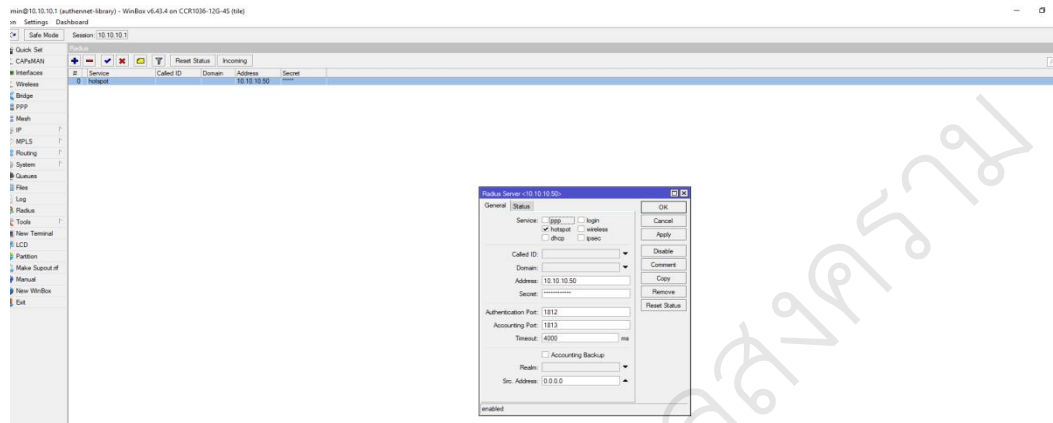 min@10.10.10.1 (authennet-library) - WinBox v6.43.4 on CCR1036-12G-4S (tile)
on Settings Dashboard
Safe Mode Session: 10.10.10.1
Quick Set
CAPsMAN
Interfaces
Wireless
Bridge
PPP
Mesh
IP
MPLS
Routing
System
Queues
Files
Log
Radius
Tools
New Terminal
LCD
Partition
Make Supout.rif
Manual
New WinBox
Exit
Radius
Reset Status Incoming
# Service Called ID Domain Address Secret
0 hotspot 10.10.10.50 *****
Radius Server <10.10.10.50>
General Status
Service: ppp login
hotspot wireless
dhcp ipsec
Called ID:
Domain:
Address: 10.10.10.50
Secret: ************
Authentication Port: 1812
Accounting Port: 1813
Timeout: 4000 ms
Accounting Backup
Realm:
Src. Address: 0.0.0.0
enabled
OK
Cancel
Apply
Disable
Comment
Copy
Remove
Reset Status